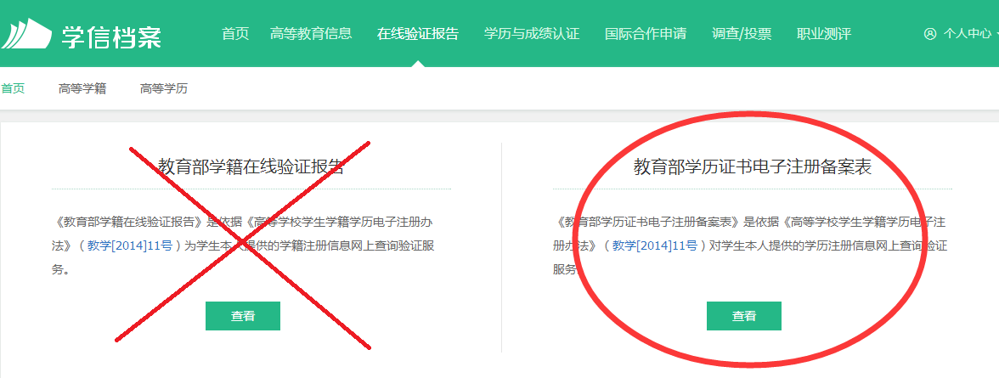 学信档案
首页 高等教育信息 在线验证报告 学历与成绩认证 国际合作申请 调查/投票 职业测评 个人中心
首页 高等学籍 高等学历
教育部学籍在线验证报告
《教育部学籍在线验证报告》是依据《高等学校学生学籍学历电子注册办
法》（教学[2014]11号）为学生本人提供的学籍注册信息网上查询验证服
务。
查看
教育部学历证书电子注册备案表
《教育部学历证书电子注册备案表》是依据《高等学校学生学籍学历电子注
册办法》（教学[2014]11号）对学生本人提供的学历注册信息网上查询验证
服务。
查看